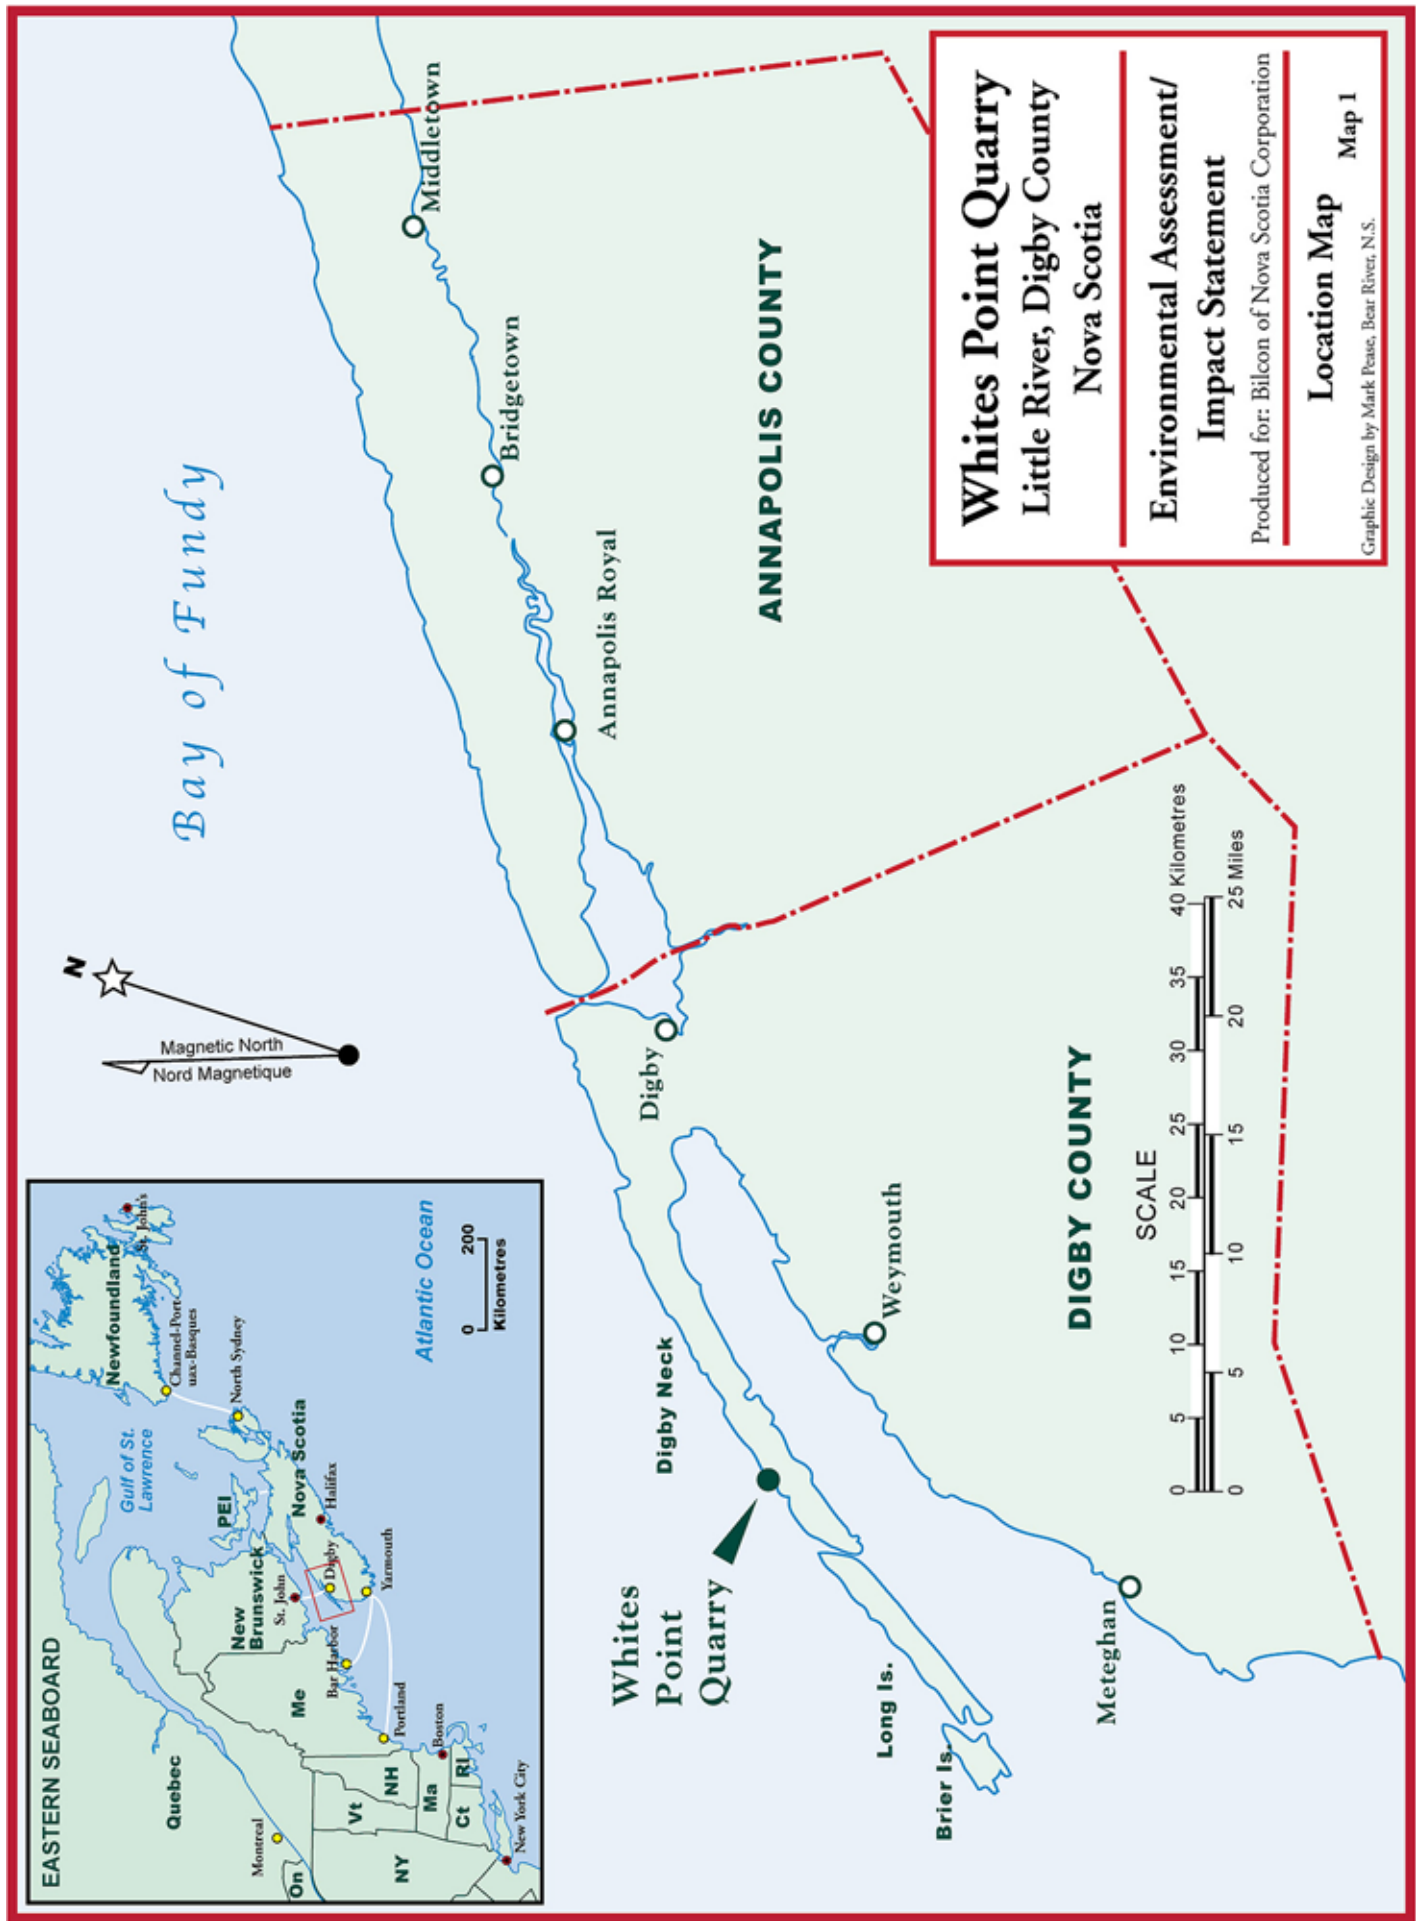 EASTERN SEABOARD
Quebec
Montreal
On
NY
Vt
NH
Ma
Ct
RI
New York City
Boston
Portland
Me
Bar Harbor
New
Brunswick
St. John
Digby
Yarmouth
PEI
Nova Scotia
Halifax
Gulf of St.
Lawrence
North Sydney
Channel-Port-
uax-Basques
Newfoundland
St. John's
Atlantic Ocean
0 200
Kilometres
N
Magnetic North
Nord Magnetique
Bay of Fundy
Middletown
Bridgetown
Annapolis Royal
ANNAPOLIS COUNTY
Digby
Digby Neck
Whites
Point
Quarry
Long Is.
Brier Is.
Weymouth
Meteghan
DIGBY COUNTY
SCALE
0 5 10 15 20 25 30 35 40 Kilometres
0 5 10 15 20 25 Miles
Whites Point Quarry
Little River, Digby County
Nova Scotia
Environmental Assessment/
Impact Statement
Produced for: Bilcon of Nova Scotia Corporation
Location Map
Map 1
Graphic Design by Mark Pease, Bear River, N.S.